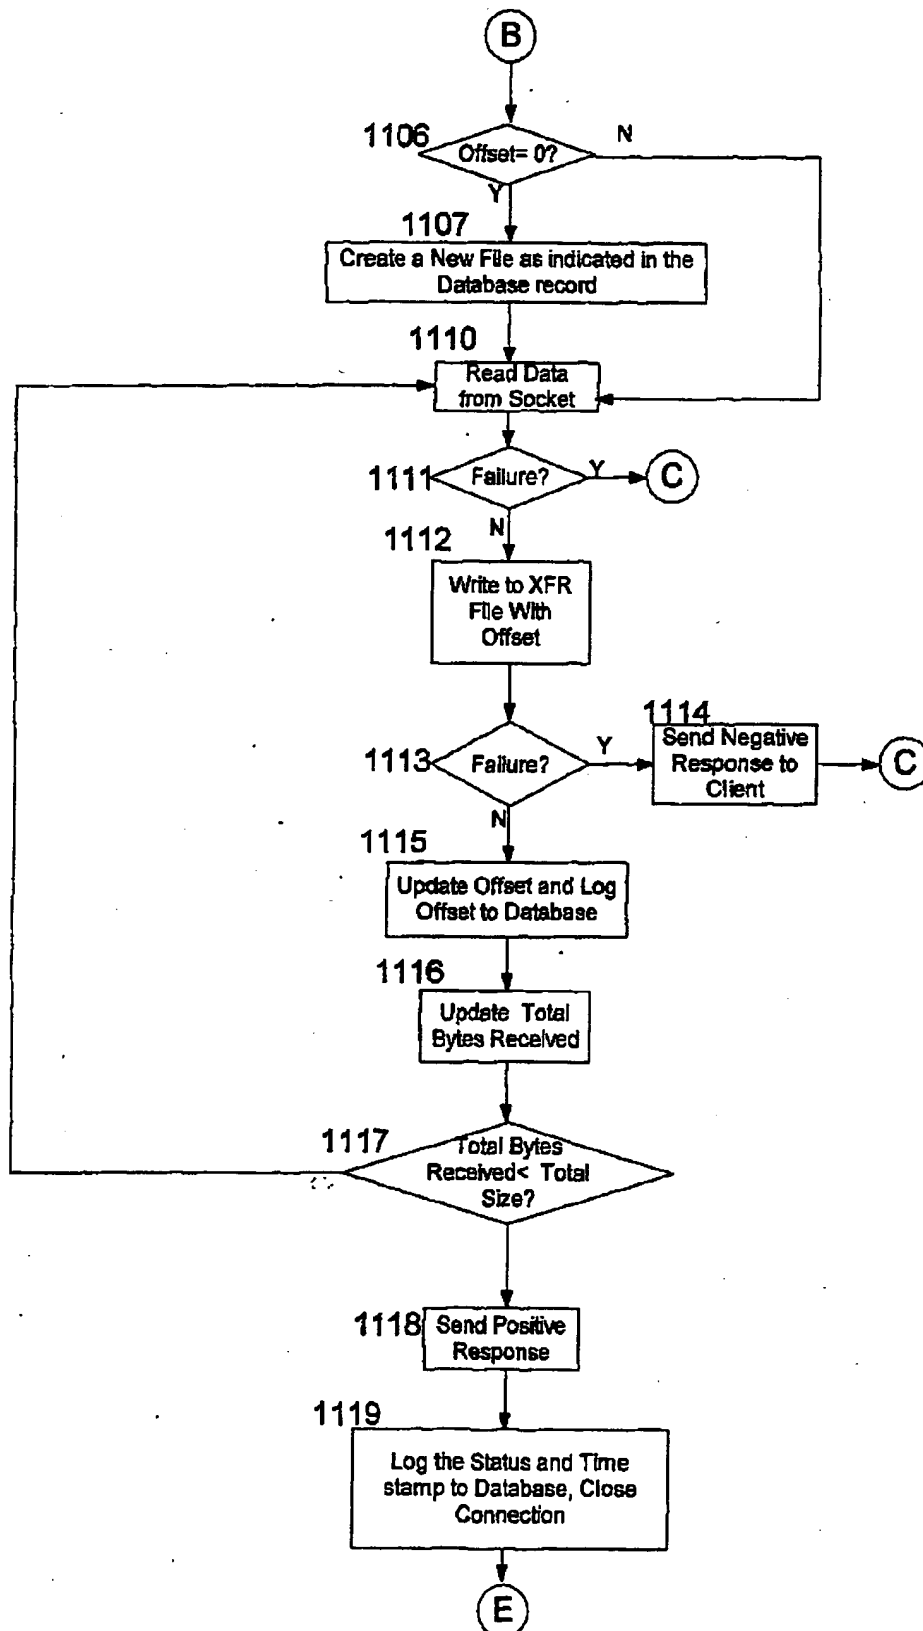 B
1106
Offset= 0?
N
Y
1107
Create a New File as indicated in the
Database record
1110
Read Data
from Socket
1111
Failure?
Y
C
N
1112
Write to XFR
File With
Offset
1113
Failure?
Y
1114
Send Negative
Response to
Client
C
N
1115
Update Offset and Log
Offset to Database
1116
Update Total
Bytes Received
1117
Total Bytes
Received< Total
Size?
1118
Send Positive
Response
1119
Log the Status and Time
stamp to Database, Close
Connection
E